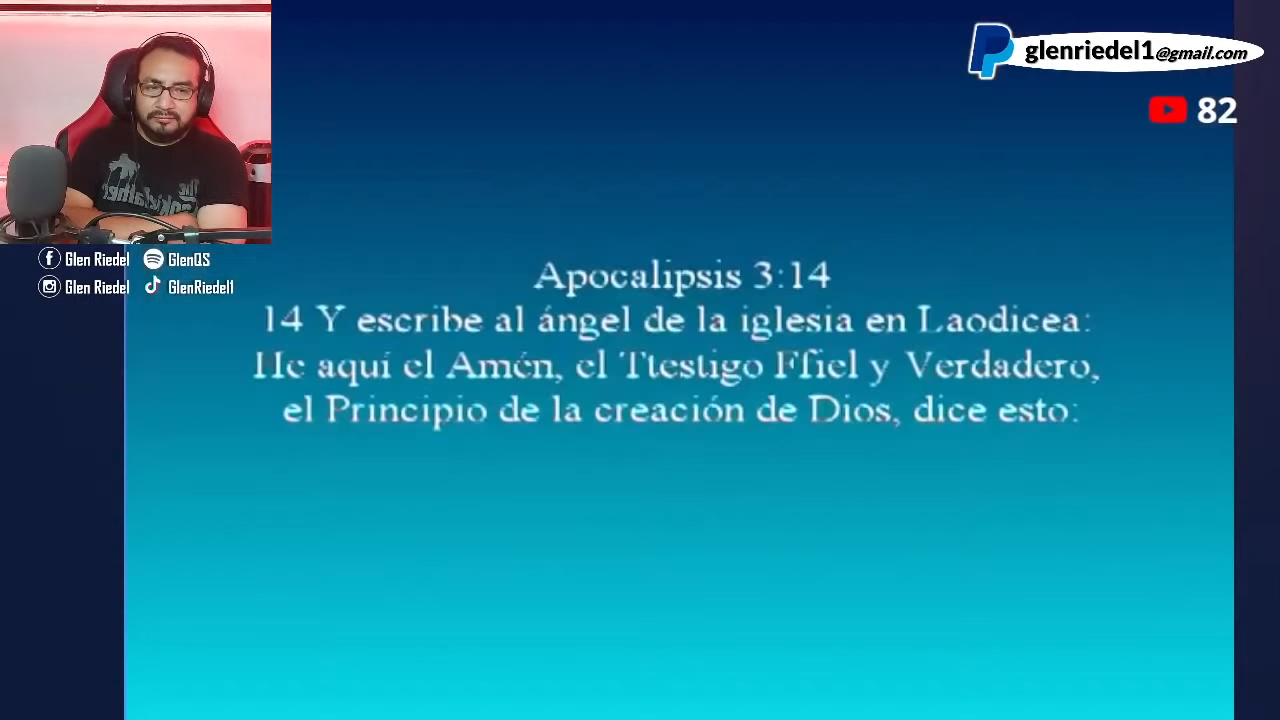 glenriedel1@gmail.com
82
The
Glen Riedel
GlenQS
Glen Riedel
GlenRiedel1
Apocalipsis 3:14
14 Y escribe al ángel de la iglesia en Laodicea:
He aquí el Amén, el Ttestigo Ffiel y Verdadero,
el Principio de la creación de Dios, dice esto: